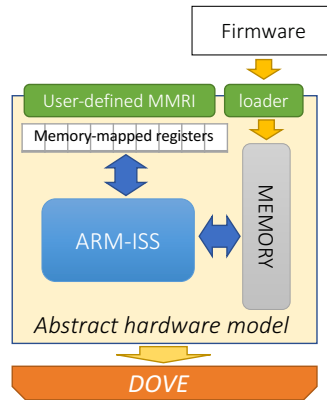 Firmware
User-defined MMRI
loader
Memory-mapped registers
ARM-ISS
MEMORY
Abstract hardware model
DOVE